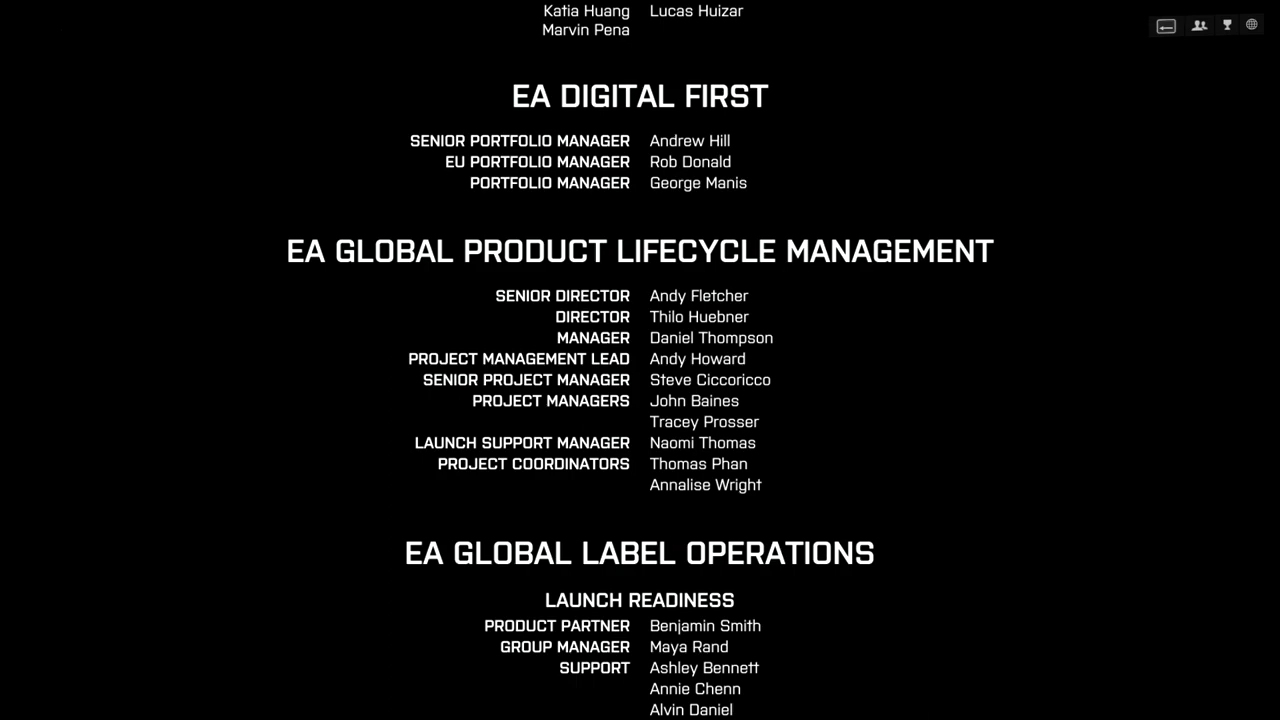 Katia Huang Lucas Huizar
Marvin Pena
EA DIGITAL FIRST
SENIOR PORTFOLIO MANAGER Andrew Hill
EU PORTFOLIO MANAGER Rob Donald
PORTFOLIO MANAGER George Manis
EA GLOBAL PRODUCT LIFECYCLE MANAGEMENT
SENIOR DIRECTOR Andy Fletcher
DIRECTOR Thilo Huebner
MANAGER Daniel Thompson
PROJECT MANAGEMENT LEAD Andy Howard
SENIOR PROJECT MANAGER Steve Ciccoricco
PROJECT MANAGERS John Baines
Tracey Prosser
LAUNCH SUPPORT MANAGER Naomi Thomas
PROJECT COORDINATORS Thomas Phan
Annalise Wright
EA GLOBAL LABEL OPERATIONS
LAUNCH READINESS
PRODUCT PARTNER Benjamin Smith
GROUP MANAGER Maya Rand
SUPPORT Ashley Bennett
Annie Chenn
Alvin Daniel